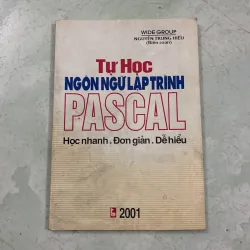 WIDE GROUP
NGUYỄN TRUNG HIẾU
(Biên soạn)
TỰ HỌC
NGÔN NGỮ LẬP TRÌNH
PASCAL
Học nhanh . Đơn giản . Dễ hiểu
2001